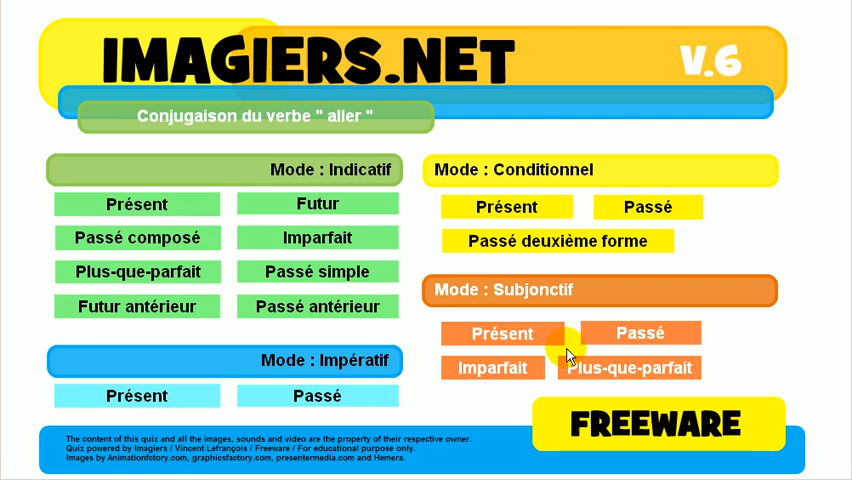 IMAGIERS.NET
V.6
Conjugaison du verbe " aller "
Mode : Indicatif
Présent
Futur
Passé composé
Imparfait
Plus-que-parfait
Passé simple
Futur antérieur
Passé antérieur
Mode : Impératif
Présent
Passé
Mode : Conditionnel
Présent
Passé
Passé deuxième forme
Mode : Subjonctif
Présent
Passé
Imparfait
Plus-que-parfait
FREEWARE
The content of this quiz and all the images, sounds and video are the property of their respective owner.
Quiz powered by Imagiers / Vincent Lefrançois / Freeware / For educational purpose only.
Images by Animationfctory.com, graphicsfactory.com, presentermedia.com and Hemera.